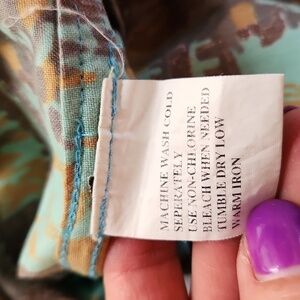 MACHINE WASH COLD
SEPERATELY
USE NON-CHLORINE
BLEACH WHEN NEEDED
TUMBLE DRY LOW
WARM IRON